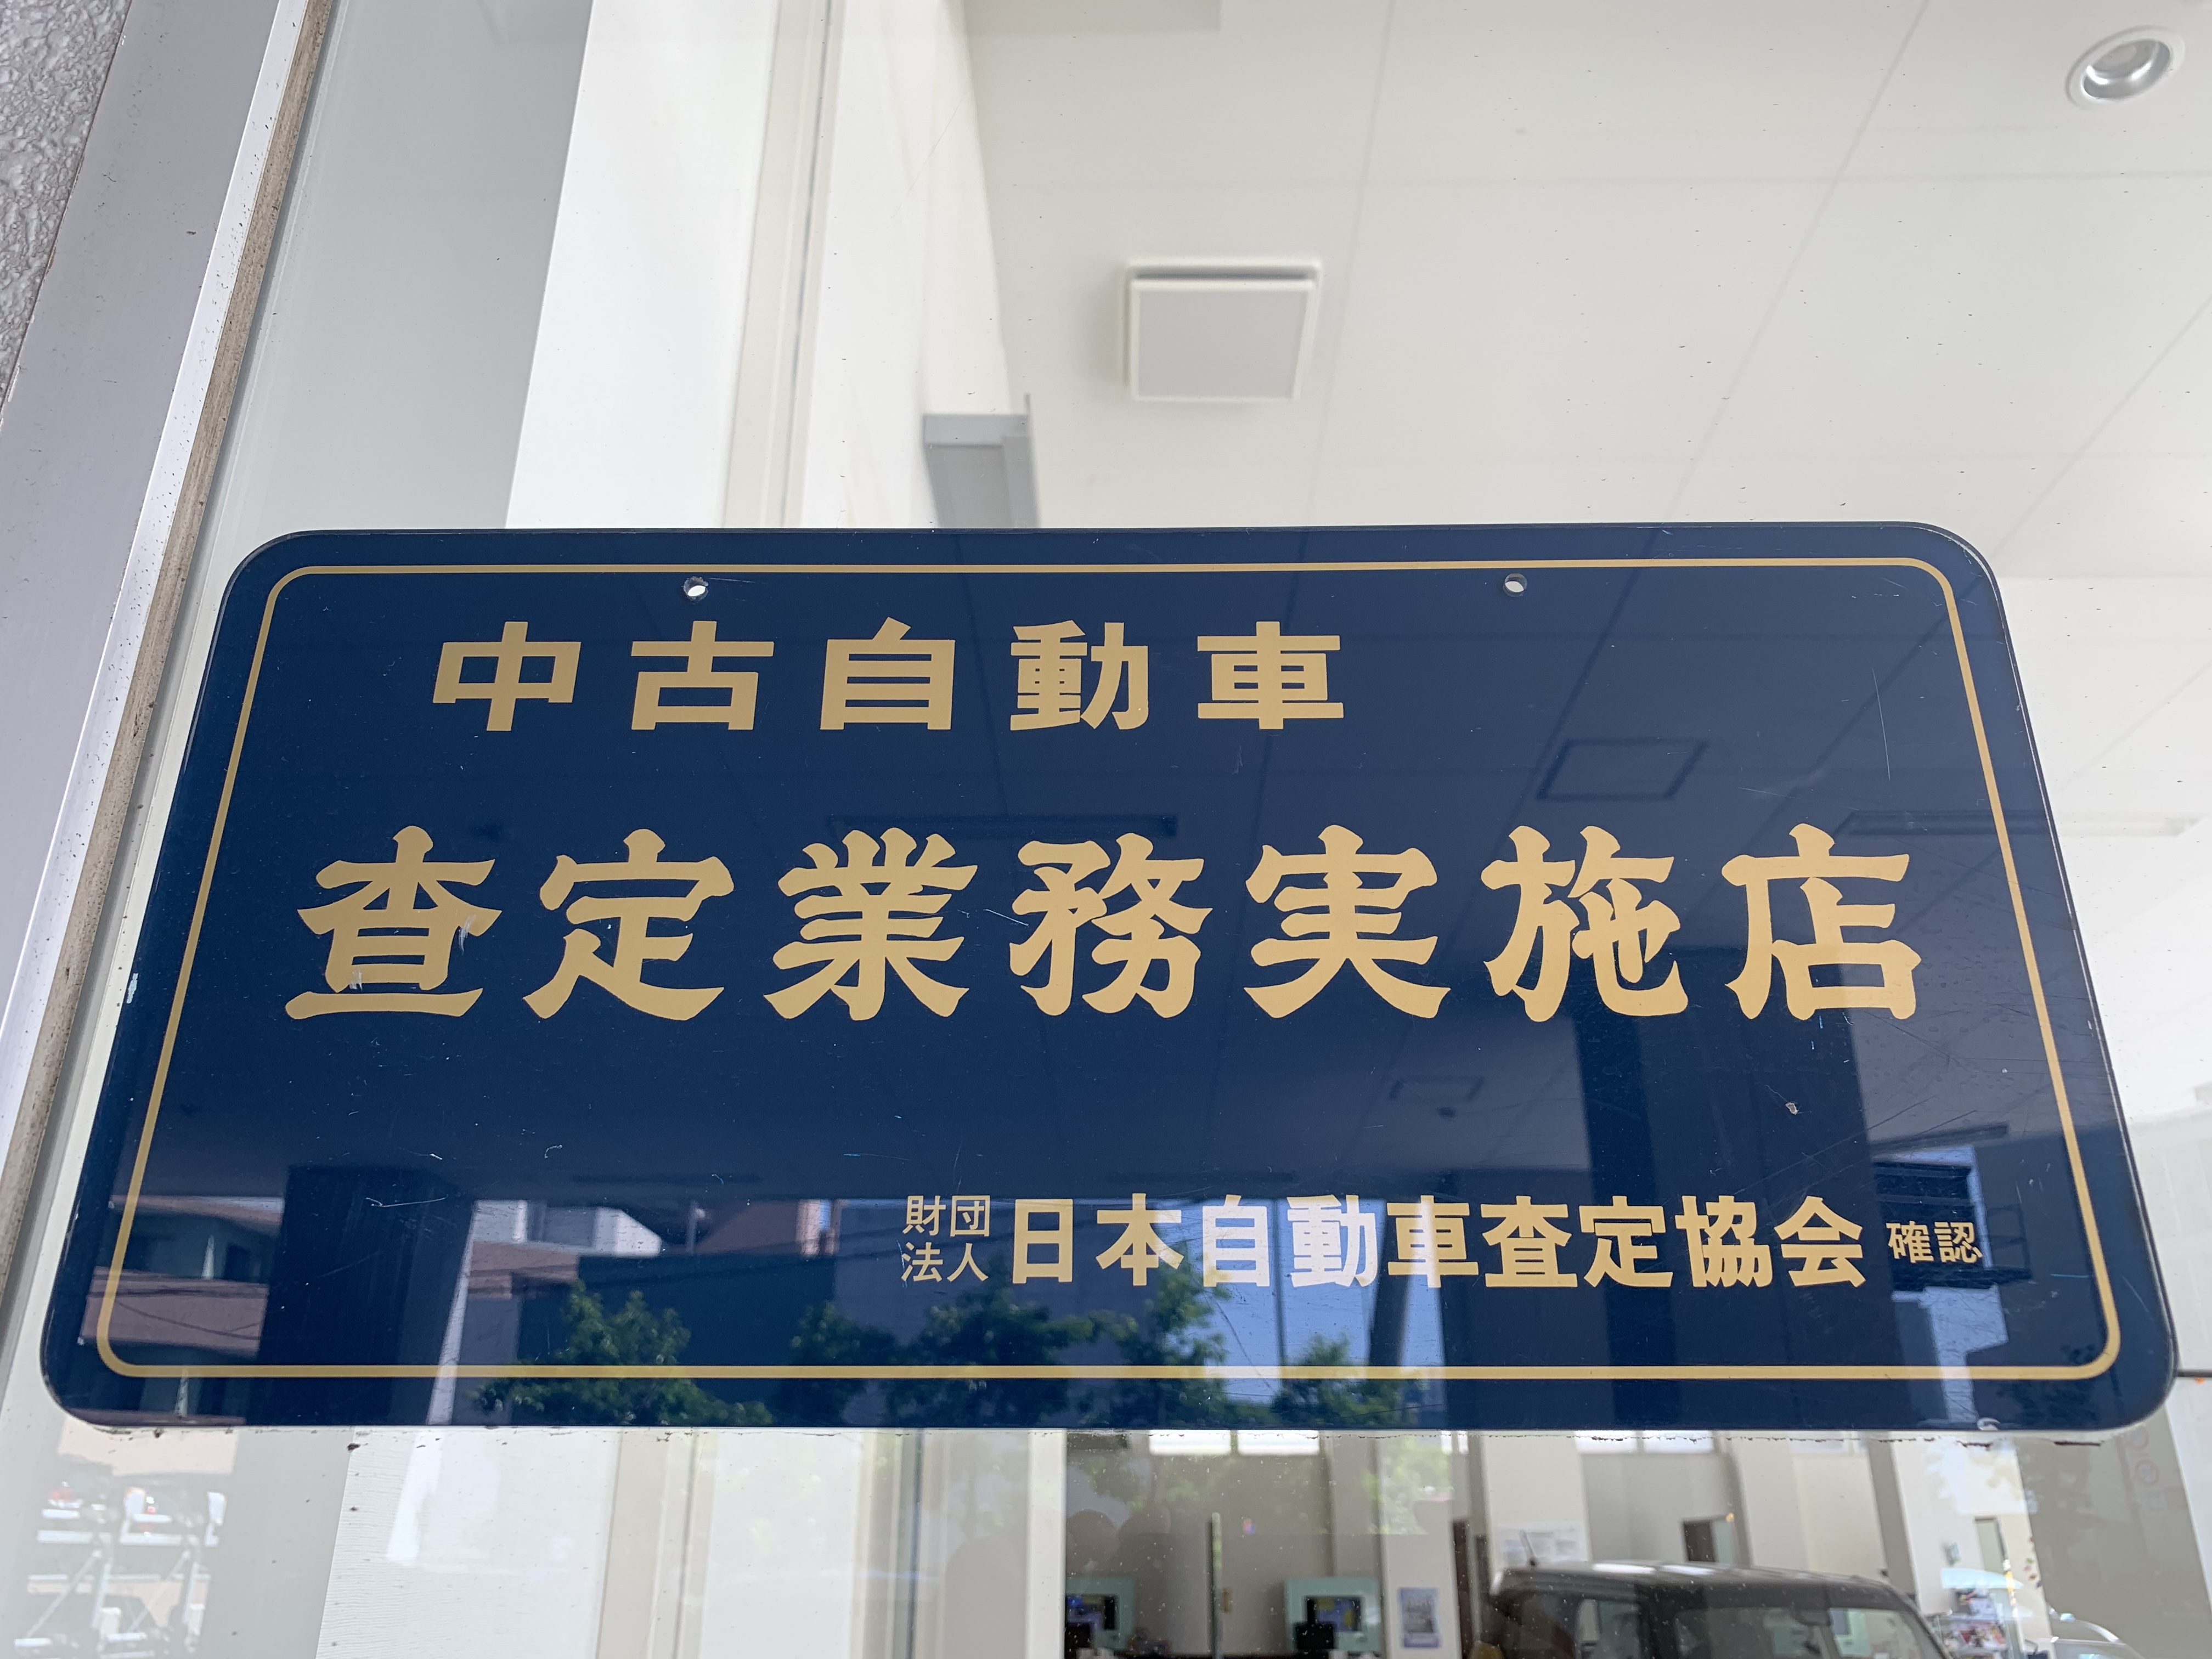 中古自動車
査定業務実施店
財団法人 日本自動車査定協会 確認